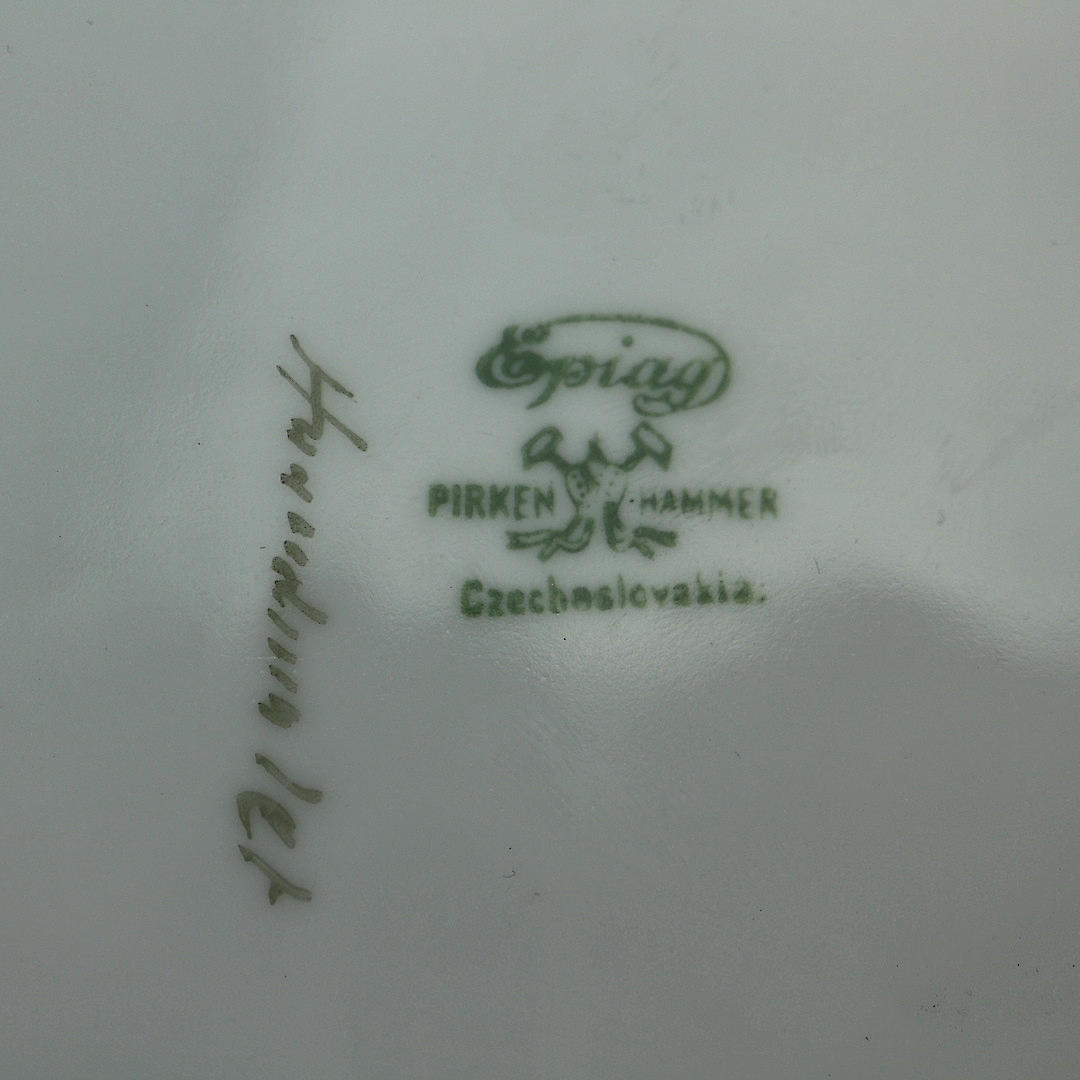 Epiag
PIRKEN HAMMER
Czechoslovakia.